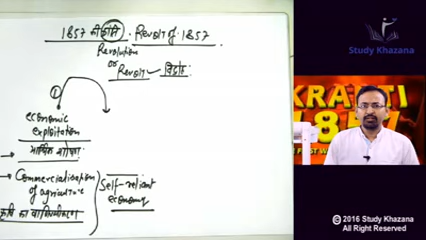 1857 की क्रांति. Revolt of 1857
Revolution
or
Revolt - विद्रोह
①
economic
exploitation
आर्थिक शोषण
→ Commercialisation
of agriculture
कृषि का वाणिज्यीकरण
Self-reliant
economy
Study Khazana
KRANTI
1857
© 2016 Study Khazana
All Rights Reserved.